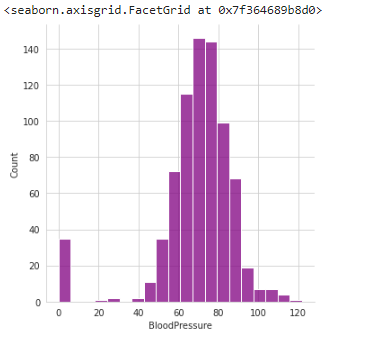 <seaborn.axisgrid.FacetGrid at 0x7f364689b8d0>
140
120
100
80
60
40
20
0
Count
0 20 40 60 80 100 120
BloodPressure